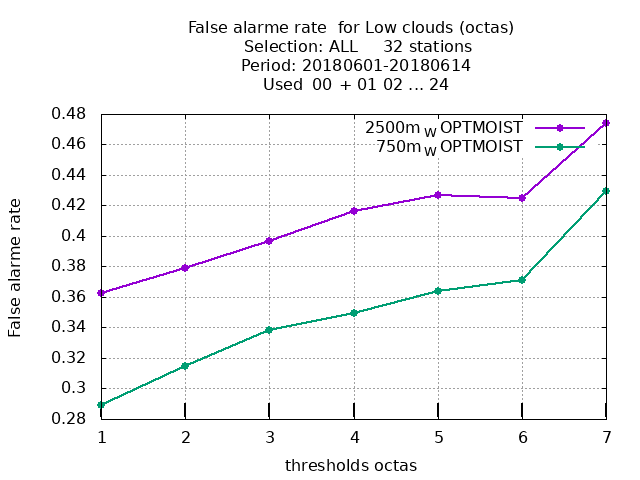 False alarme rate  for Low clouds (octas)
Selection: ALL     32 stations
Period: 20180601-20180614
Used  00 + 01 02 ... 24
0.48
0.46
0.44
0.42
0.4
0.38
0.36
0.34
0.32
0.3
0.28
False alarme rate
2500m_W OPTMOIST
750m_W OPTMOIST
1 2 3 4 5 6 7
thresholds octas